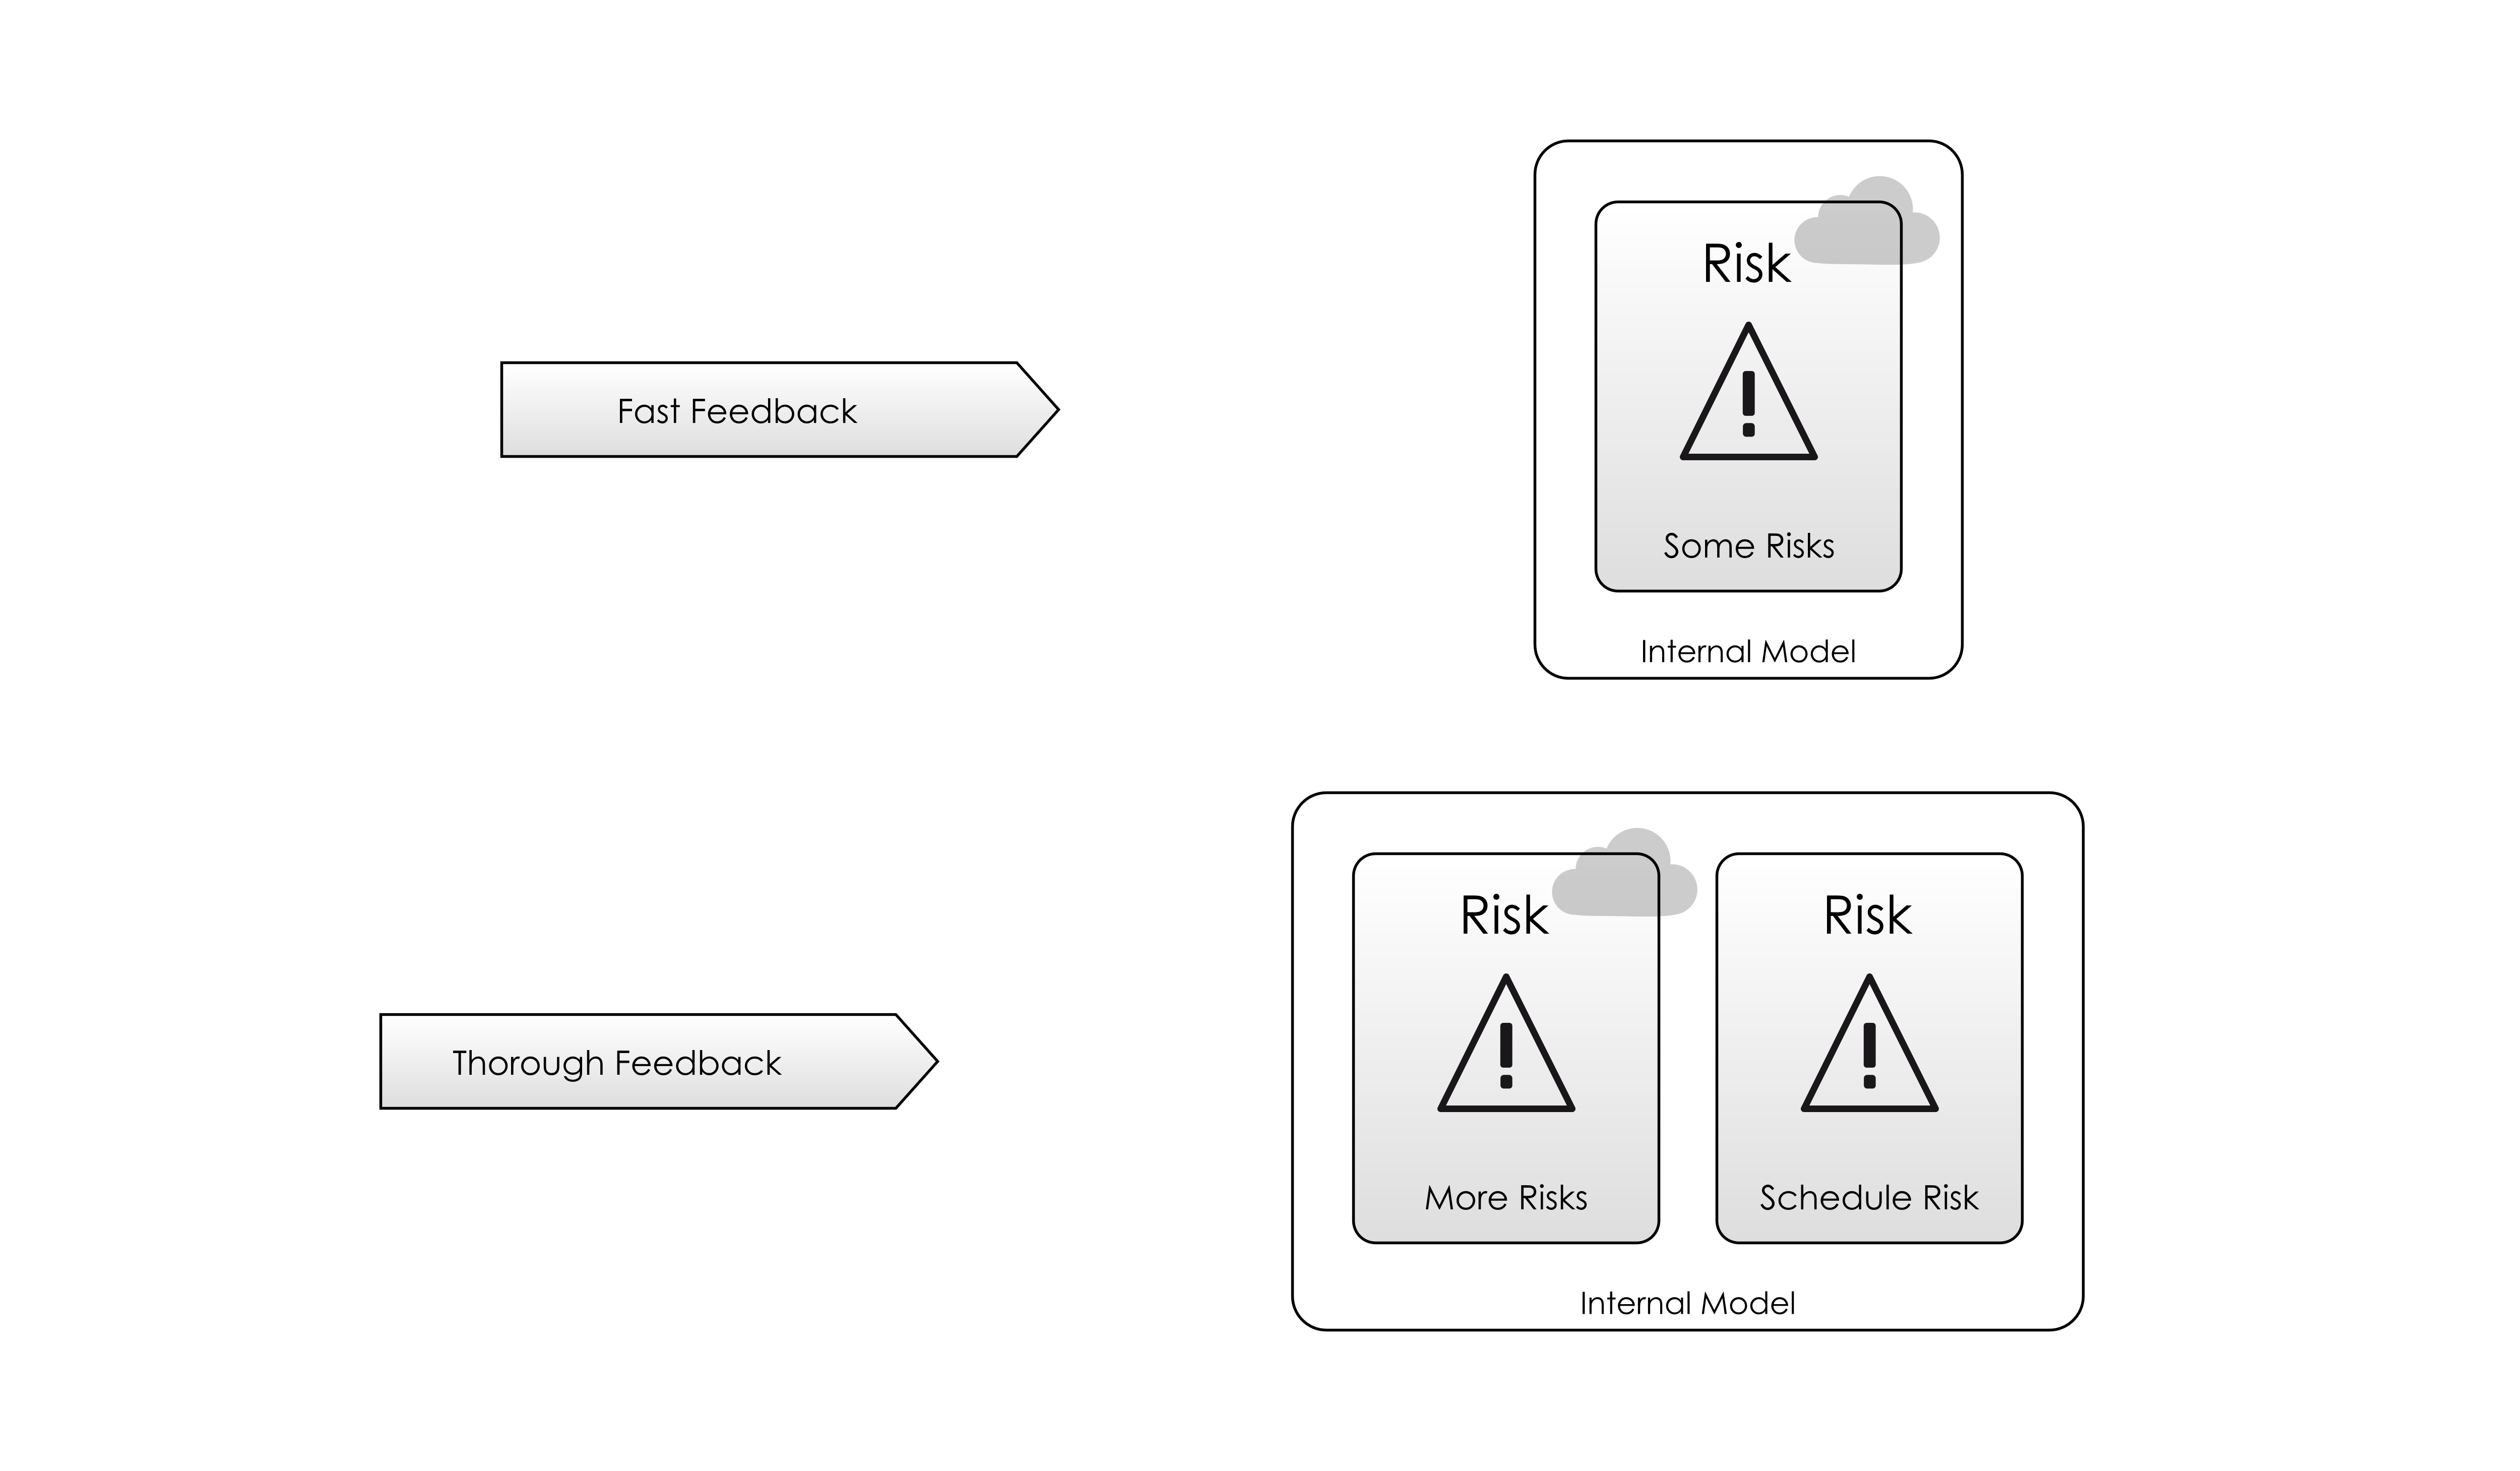 Risk
Fast Feedback
Some Risks
Internal Model
Risk
Risk
Thorough Feedback
More Risks
Schedule Risk
Internal Model